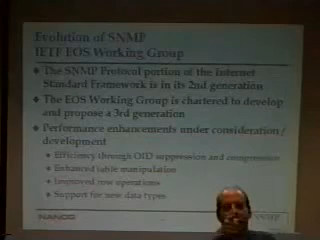 Evolution of SNMP
IETF EOS Working Group
The SNMP Protocol portion of the Internet
Standard Framework is in its 2nd generation
The EOS Working Group is chartered to develop
and propose a 3rd generation
Performance enhancements under consideration /
development
Efficiency through OID suppression and compression
Enhanced table manipulation
Improved row operations
Support for new data types
NANOG
SNMP